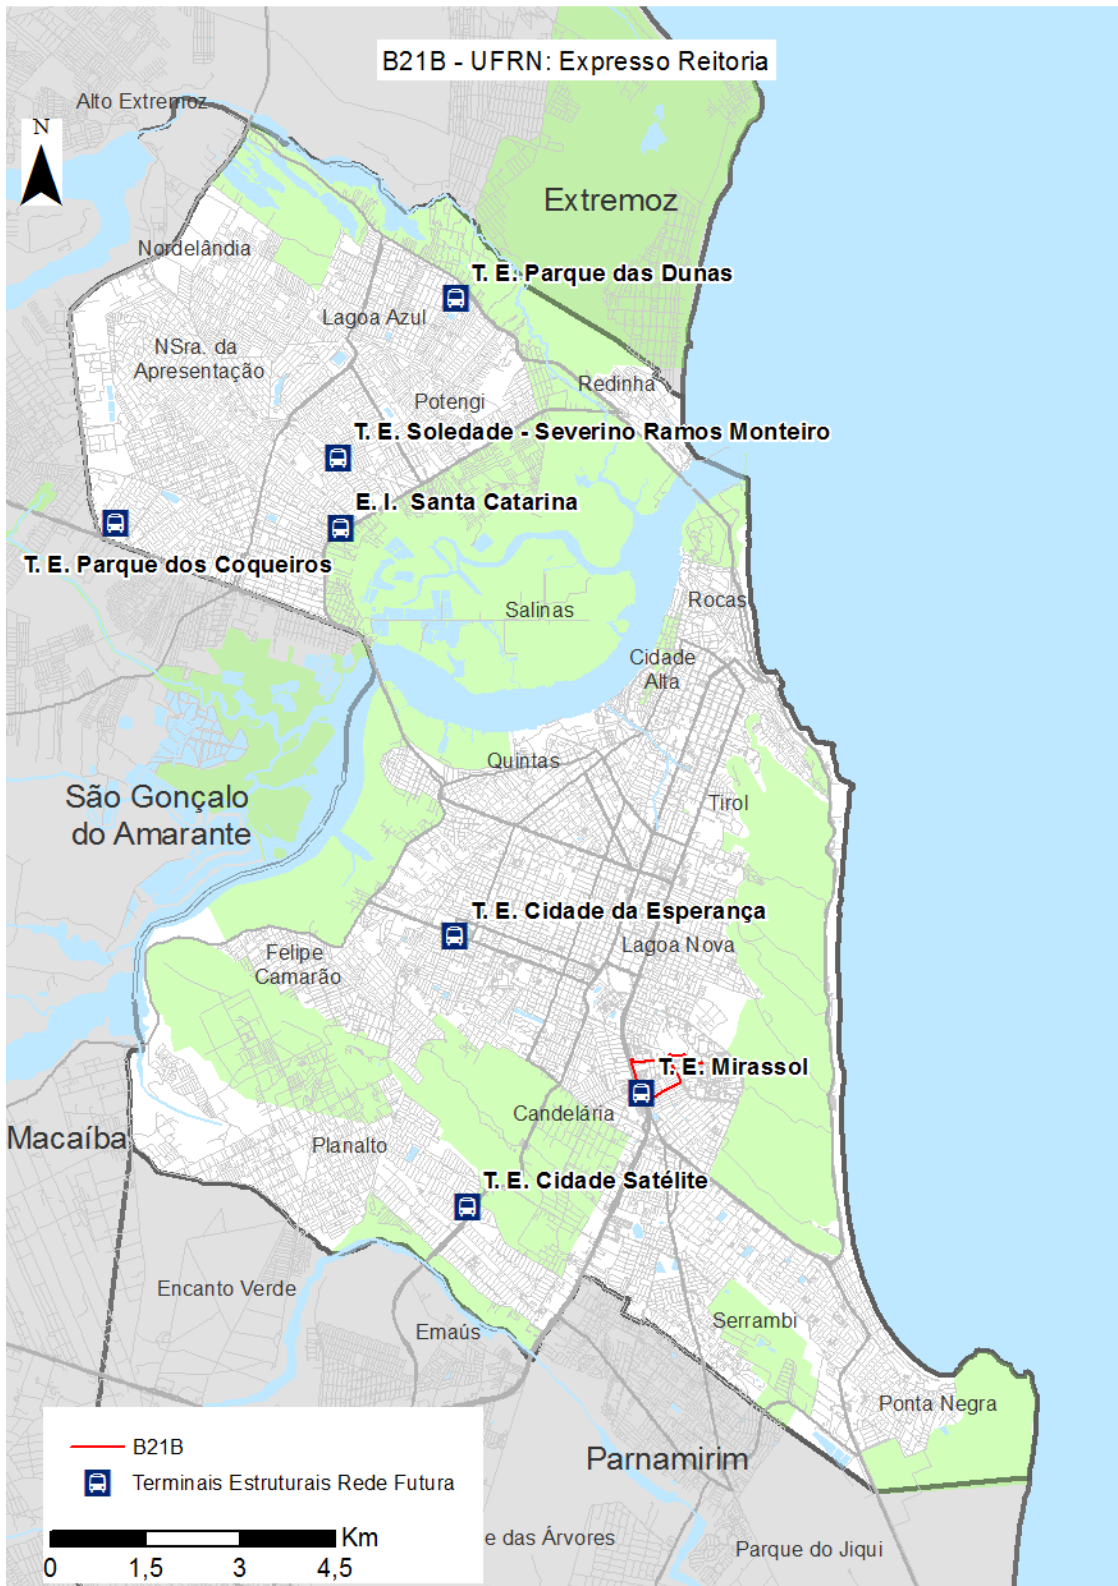 B21B - UFRN: Expresso Reitoria
Alto Extremoz
N
Extremoz
Nordelândia
T. E. Parque das Dunas
Lagoa Azul
NSra. da
Apresentação
Redinha
Potengi
T. E. Soledade - Severino Ramos Monteiro
E. I. Santa Catarina
T. E. Parque dos Coqueiros
Rocas
Salinas
Cidade
Alta
Quintas
São Gonçalo
do Amarante
Tirol
T. E. Cidade da Esperança
Lagoa Nova
Felipe
Camarão
T. E. Mirassol
Candelária
Macaíba
Planalto
T. E. Cidade Satélite
Encanto Verde
Emaús
Serrambi
Ponta Negra
B21B
Parnamirim
Terminais Estruturais Rede Futura
Km
0 1,5 3 4,5
e das Árvores
Parque do Jiqui